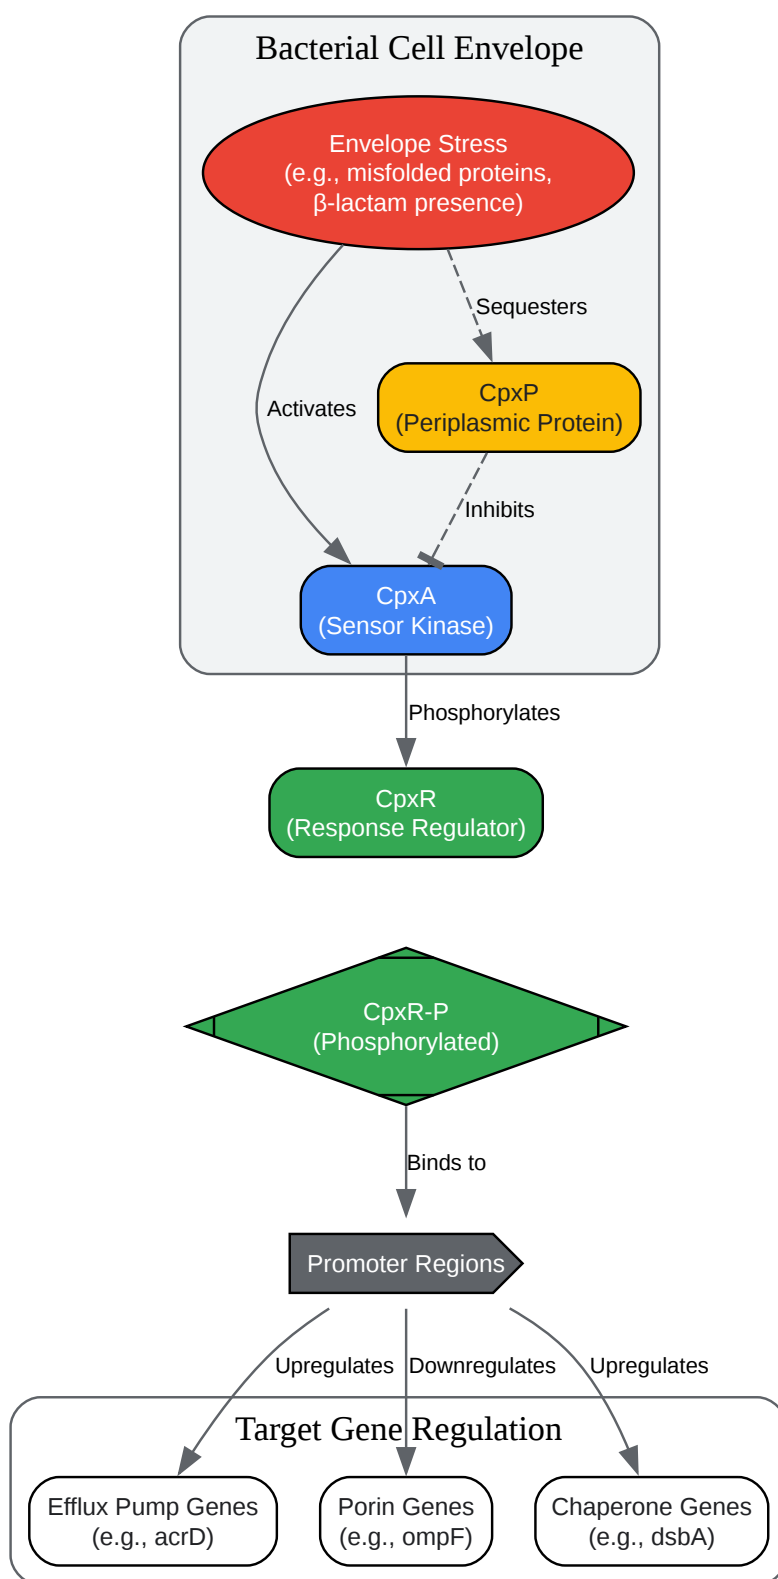 Bacterial Cell Envelope
Envelope Stress
(e.g., misfolded proteins,
β-lactam presence)
Sequesters
CpxP
(Periplasmic Protein)
Activates
Inhibits
CpxA
(Sensor Kinase)
Phosphorylates
CpxR
(Response Regulator)
CpxR-P
(Phosphorylated)
Binds to
Promoter Regions
Upregulates
Downregulates
Upregulates
Target Gene Regulation
Efflux Pump Genes
(e.g., acrD)
Porin Genes
(e.g., ompF)
Chaperone Genes
(e.g., dsbA)